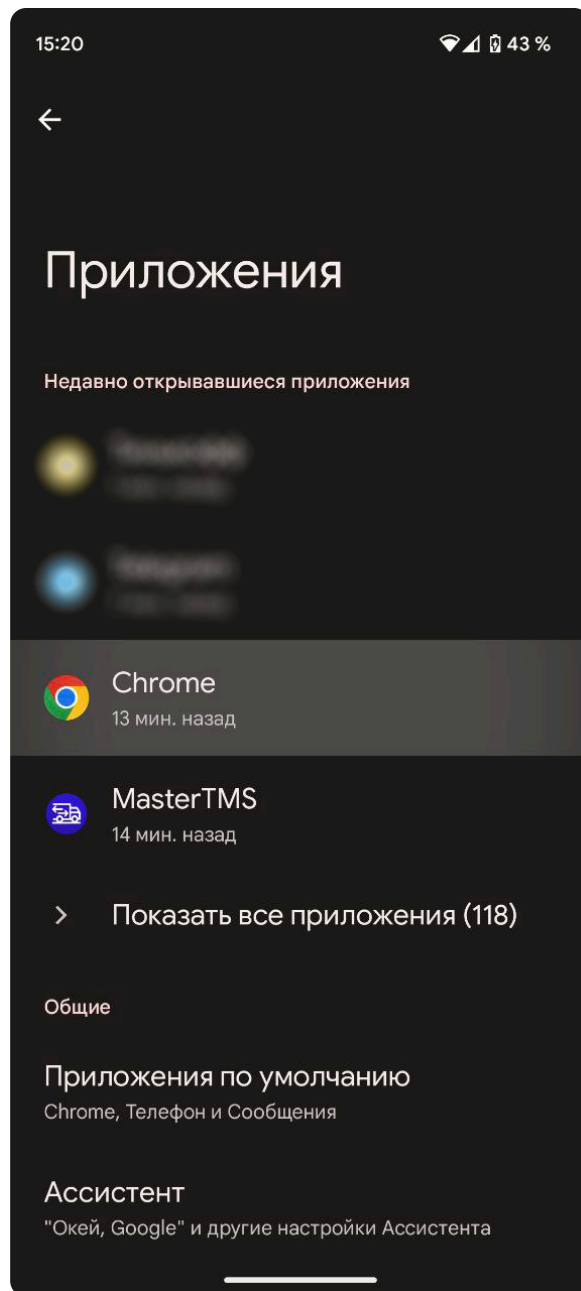 15:20
43 %
Приложения
Недавно открывавшиеся приложения
Chrome
13 мин. назад
MasterTMS
14 мин. назад
Показать все приложения (118)
Общие
Приложения по умолчанию
Chrome, Телефон и Сообщения
Ассистент
"Окей, Google" и другие настройки Ассистента